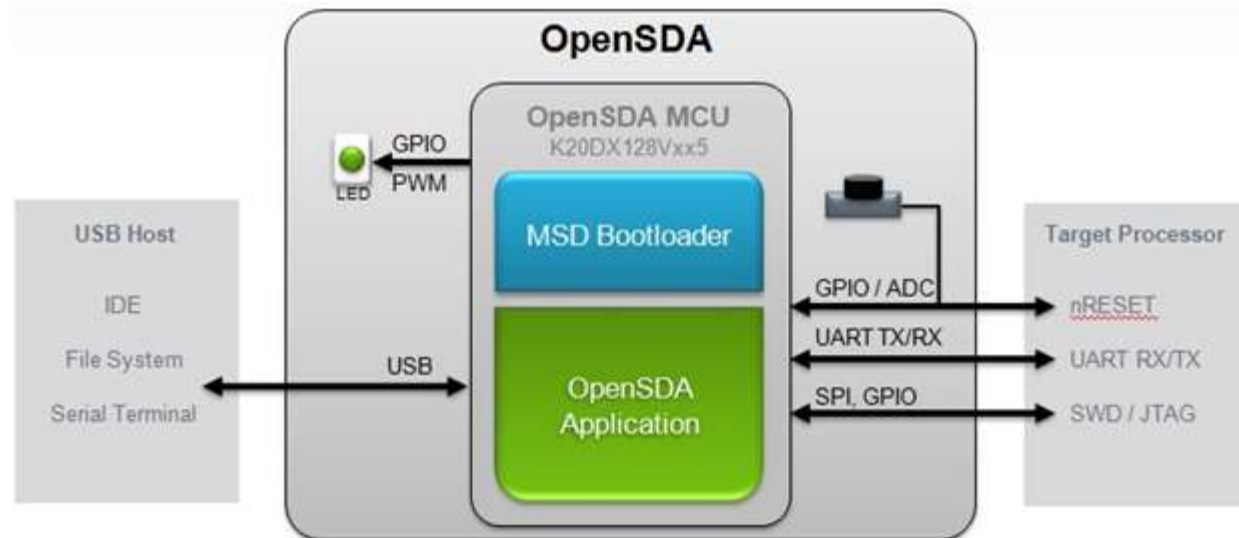 OpenSDA
OpenSDA MCU
K20DX128Vxx5
GPIO
PWM
LED
MSD Bootloader
USB Host
IDE
File System
Serial Terminal
USB
OpenSDA
Application
Target Processor
GPIO / ADC
nRESET
UART TX/RX
UART RX/TX
SPI, GPIO
SWD / JTAG